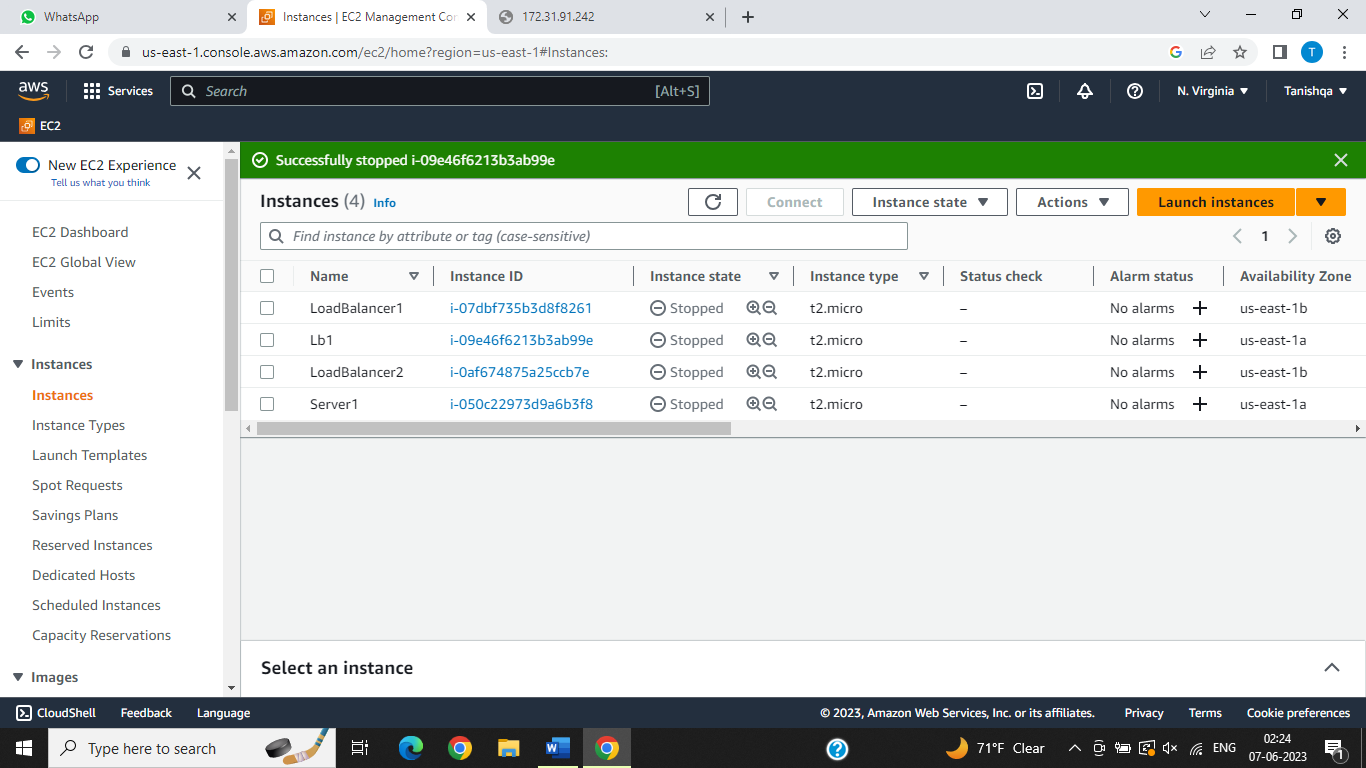 WhatsApp
Instances | EC2 Management Con
172.31.91.242
us-east-1.console.aws.amazon.com/ec2/home?region=us-east-1#Instances:
T
aws
Services
Search
[Alt+S]
N. Virginia
Tanishqa
EC2
New EC2 Experience
Tell us what you think
EC2 Dashboard
EC2 Global View
Events
Limits
Instances
Instances
Instance Types
Launch Templates
Spot Requests
Savings Plans
Reserved Instances
Dedicated Hosts
Scheduled Instances
Capacity Reservations
Images
Successfully stopped i-09e46f6213b3ab99e
Instances (4) Info
Connect
Instance state
Actions
Launch instances
Find instance by attribute or tag (case-sensitive)
1
Name Instance ID Instance state Instance type Status check Alarm status Availability Zone
LoadBalancer1 i-07dbf735b3d8f8261 Stopped t2.micro – No alarms + us-east-1b
Lb1 i-09e46f6213b3ab99e Stopped t2.micro – No alarms + us-east-1a
LoadBalancer2 i-0af674875a25ccb7e Stopped t2.micro – No alarms + us-east-1b
Server1 i-050c22973d9a6b3f8 Stopped t2.micro – No alarms + us-east-1a
Select an instance
CloudShell Feedback Language © 2023, Amazon Web Services, Inc. or its affiliates. Privacy Terms Cookie preferences
Type here to search
71°F Clear
ENG
02:24
07-06-2023
1